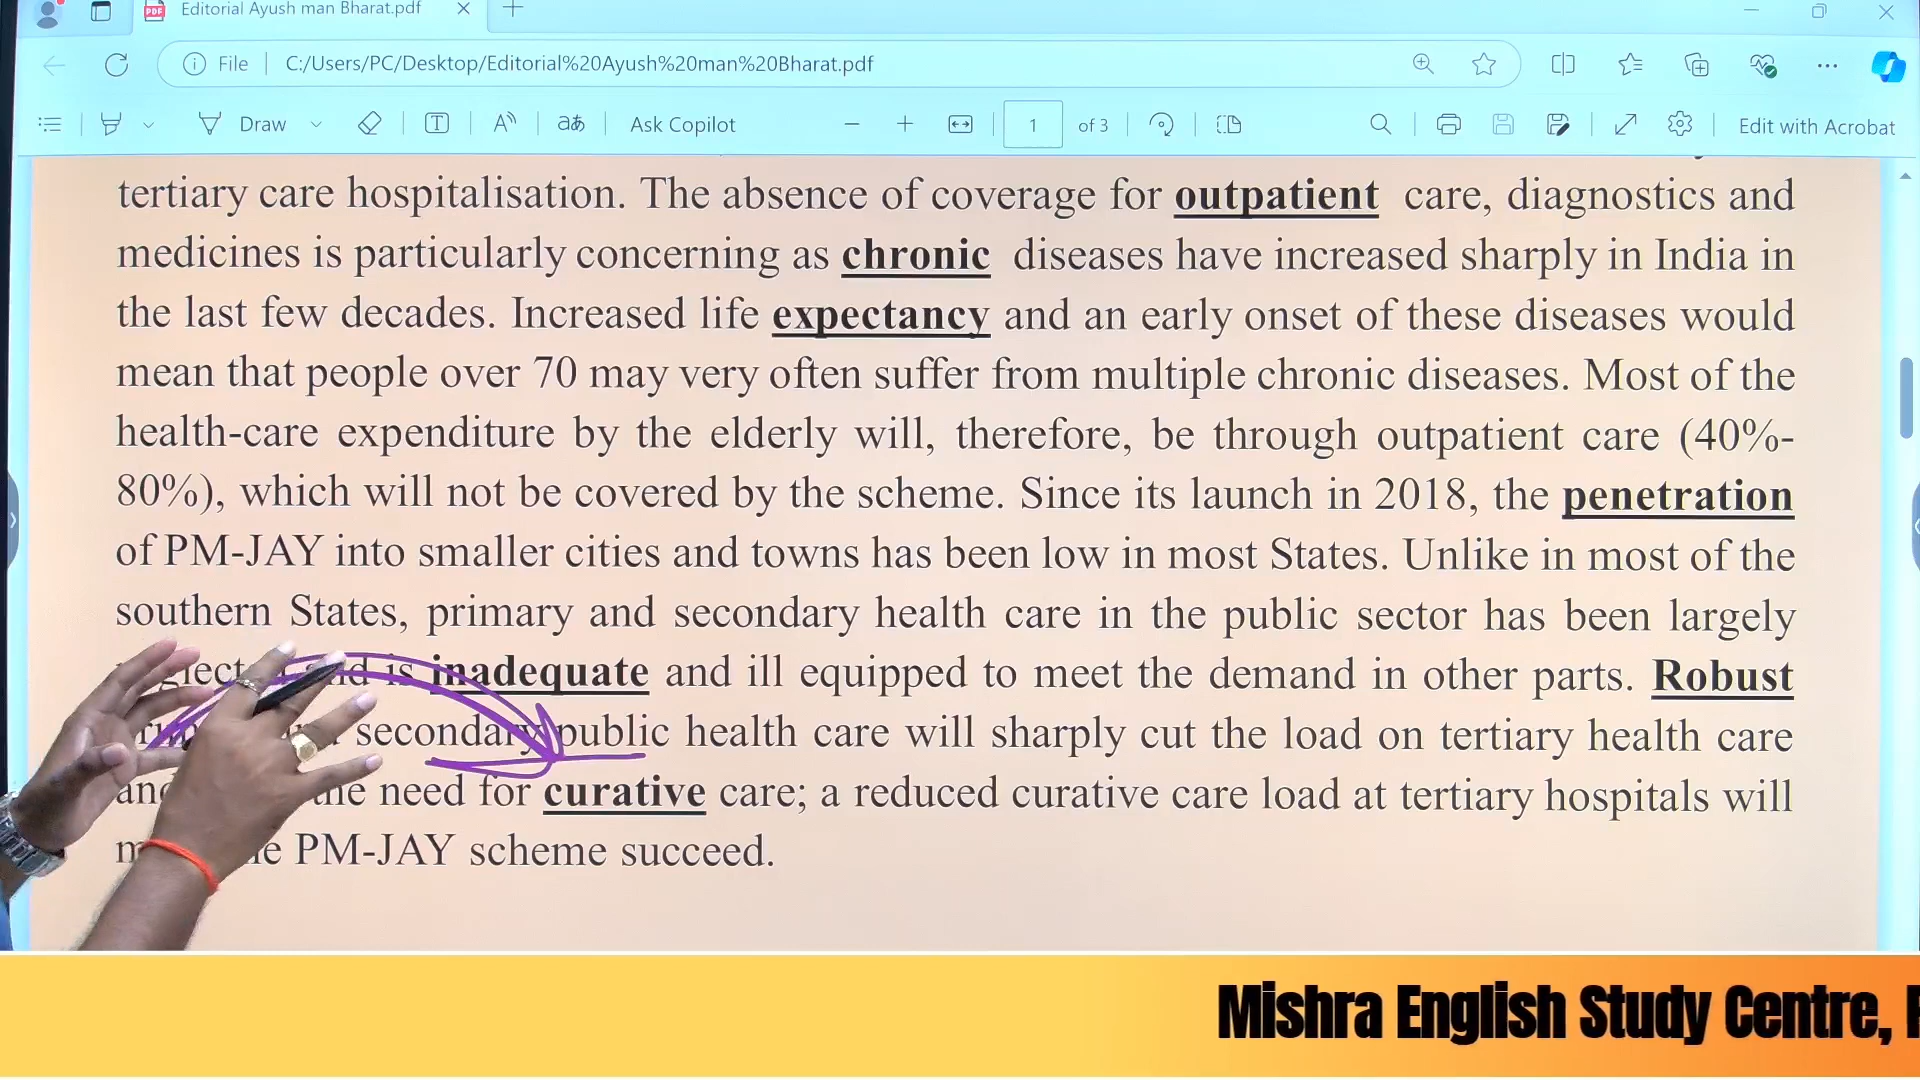 Editorial Ayush man Bharat.pdf
File
C:/Users/PC/Desktop/Editorial%20Ayush%20man%20Bharat.pdf
Draw
aあ
Ask Copilot
1 of 3
Edit with Acrobat
tertiary care hospitalisation. The absence of coverage for outpatient care, diagnostics and
medicines is particularly concerning as chronic diseases have increased sharply in India in
the last few decades. Increased life expectancy and an early onset of these diseases would
mean that people over 70 may very often suffer from multiple chronic diseases. Most of the
health-care expenditure by the elderly will, therefore, be through outpatient care (40%-
80%), which will not be covered by the scheme. Since its launch in 2018, the penetration
of PM-JAY into smaller cities and towns has been low in most States. Unlike in most of the
southern States, primary and secondary health care in the public sector has been largely
is inadequate and ill equipped to meet the demand in other parts. Robust
secondary public health care will sharply cut the load on tertiary health care
the need for curative care; a reduced curative care load at tertiary hospitals will
PM-JAY scheme succeed.
Mishra English Study Centre,